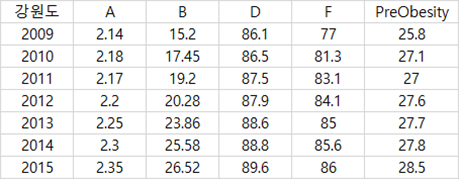 강원도 A B D F PreObesity
2009 2.14 15.2 86.1 77 25.8
2010 2.18 17.45 86.5 81.3 27.1
2011 2.17 19.2 87.5 83.1 27
2012 2.2 20.28 87.9 84.1 27.6
2013 2.25 23.86 88.6 85 27.7
2014 2.3 25.58 88.8 85.6 27.8
2015 2.35 26.52 89.6 86 28.5